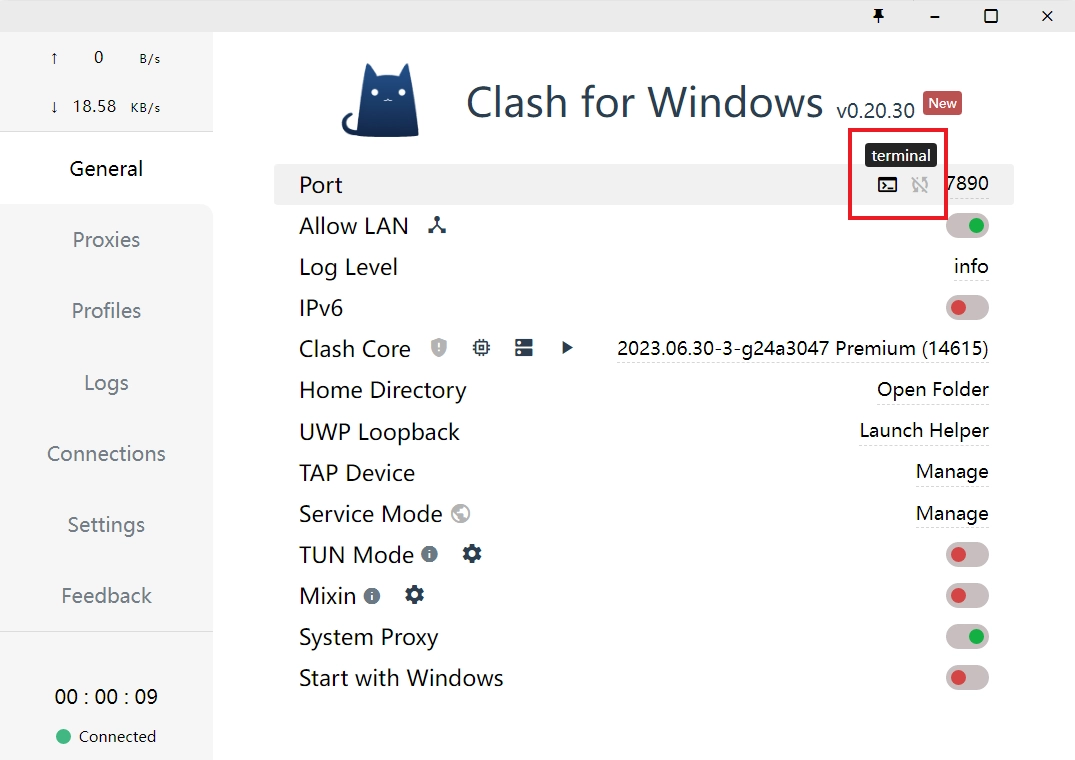 ↑ 0 B/s
↓ 18.58 KB/s
General
Proxies
Profiles
Logs
Connections
Settings
Feedback
00 : 00 : 09
Connected
Clash for Windows v0.20.30 New
terminal
Port 7890
Allow LAN
Log Level info
IPv6
Clash Core 2023.06.30-3-g24a3047 Premium (14615)
Home Directory Open Folder
UWP Loopback Launch Helper
TAP Device Manage
Service Mode Manage
TUN Mode
Mixin
System Proxy
Start with Windows